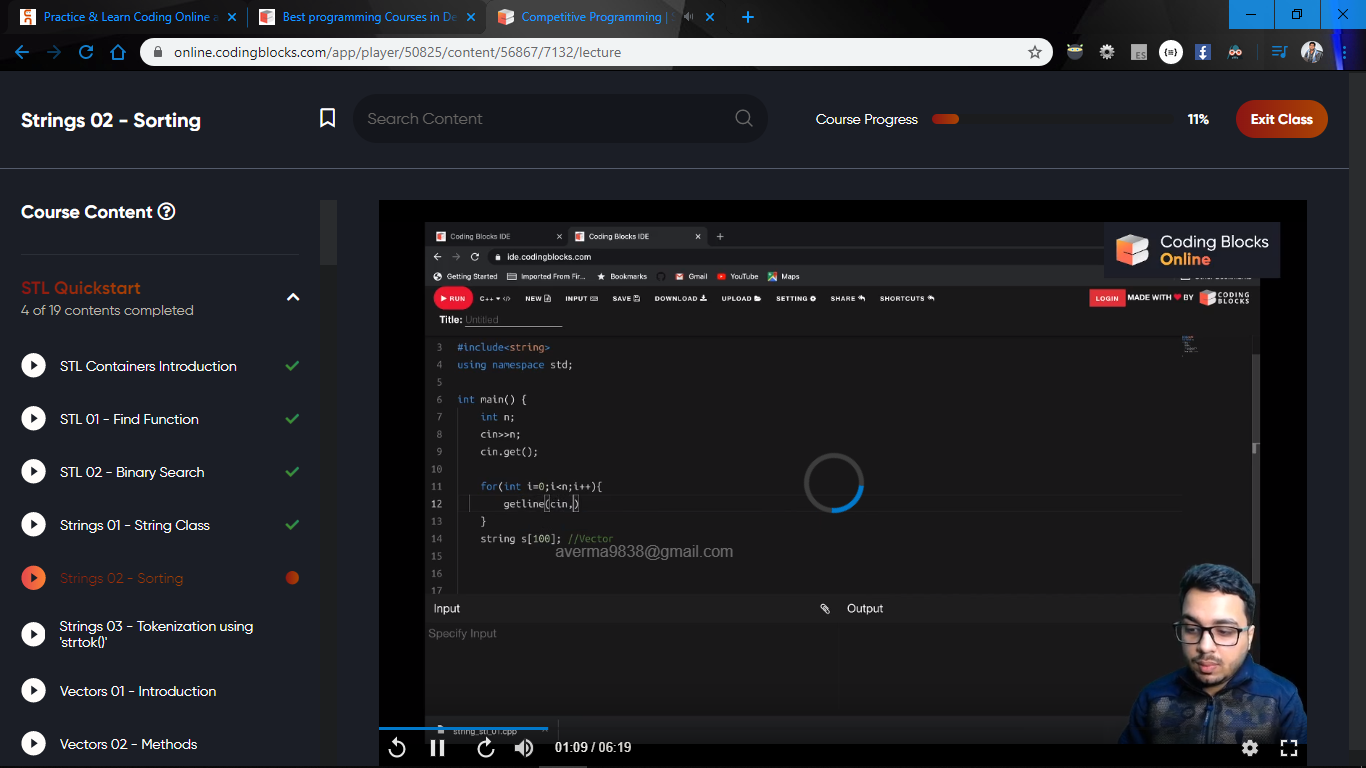 Practice & Learn Coding Online a
Best programming Courses in De
Competitive Programming | S
online.codingblocks.com/app/player/50825/content/56867/7132/lecture
ES
Strings 02 - Sorting
Search Content
Course Progress
11%
Exit Class
Course Content
STL Quickstart
4 of 19 contents completed
STL Containers Introduction
STL 01 - Find Function
STL 02 - Binary Search
Strings 01 - String Class
Strings 02 - Sorting
Strings 03 - Tokenization using
'strtok()'
Vectors 01 - Introduction
Vectors 02 - Methods
Coding Blocks IDE
Coding Blocks IDE
ide.codingblocks.com
Getting Started
Imported From Fir...
Bookmarks
Gmail
YouTube
Maps
Coding Blocks
Online
RUN
C++
NEW
INPUT
SAVE
DOWNLOAD
UPLOAD
SETTING
SHARE
SHORTCUTS
LOGIN
MADE WITH ❤ BY
CODING
BLOCKS
Title: Untitled
3 #include<string>
4 using namespace std;
5
6 int main() {
7 int n;
8 cin>>n;
9 cin.get();
10
11 for(int i=0;i<n;i++){
12 getline(cin,)
13 }
14 string s[100]; //Vector
15
16
17
averma9838@gmail.com
Input
Output
Specify Input
string_stl_01.cpp
01:09 / 06:19